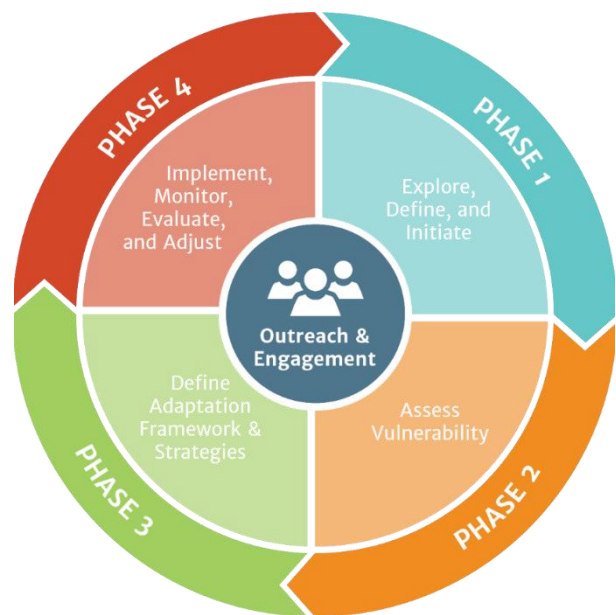 PHASE 1
Explore,
Define, and
Initiate
PHASE 2
Assess
Vulnerability
PHASE 3
Define
Adaptation
Framework &
Strategies
PHASE 4
Implement,
Monitor,
Evaluate,
and Adjust
Outreach &
Engagement